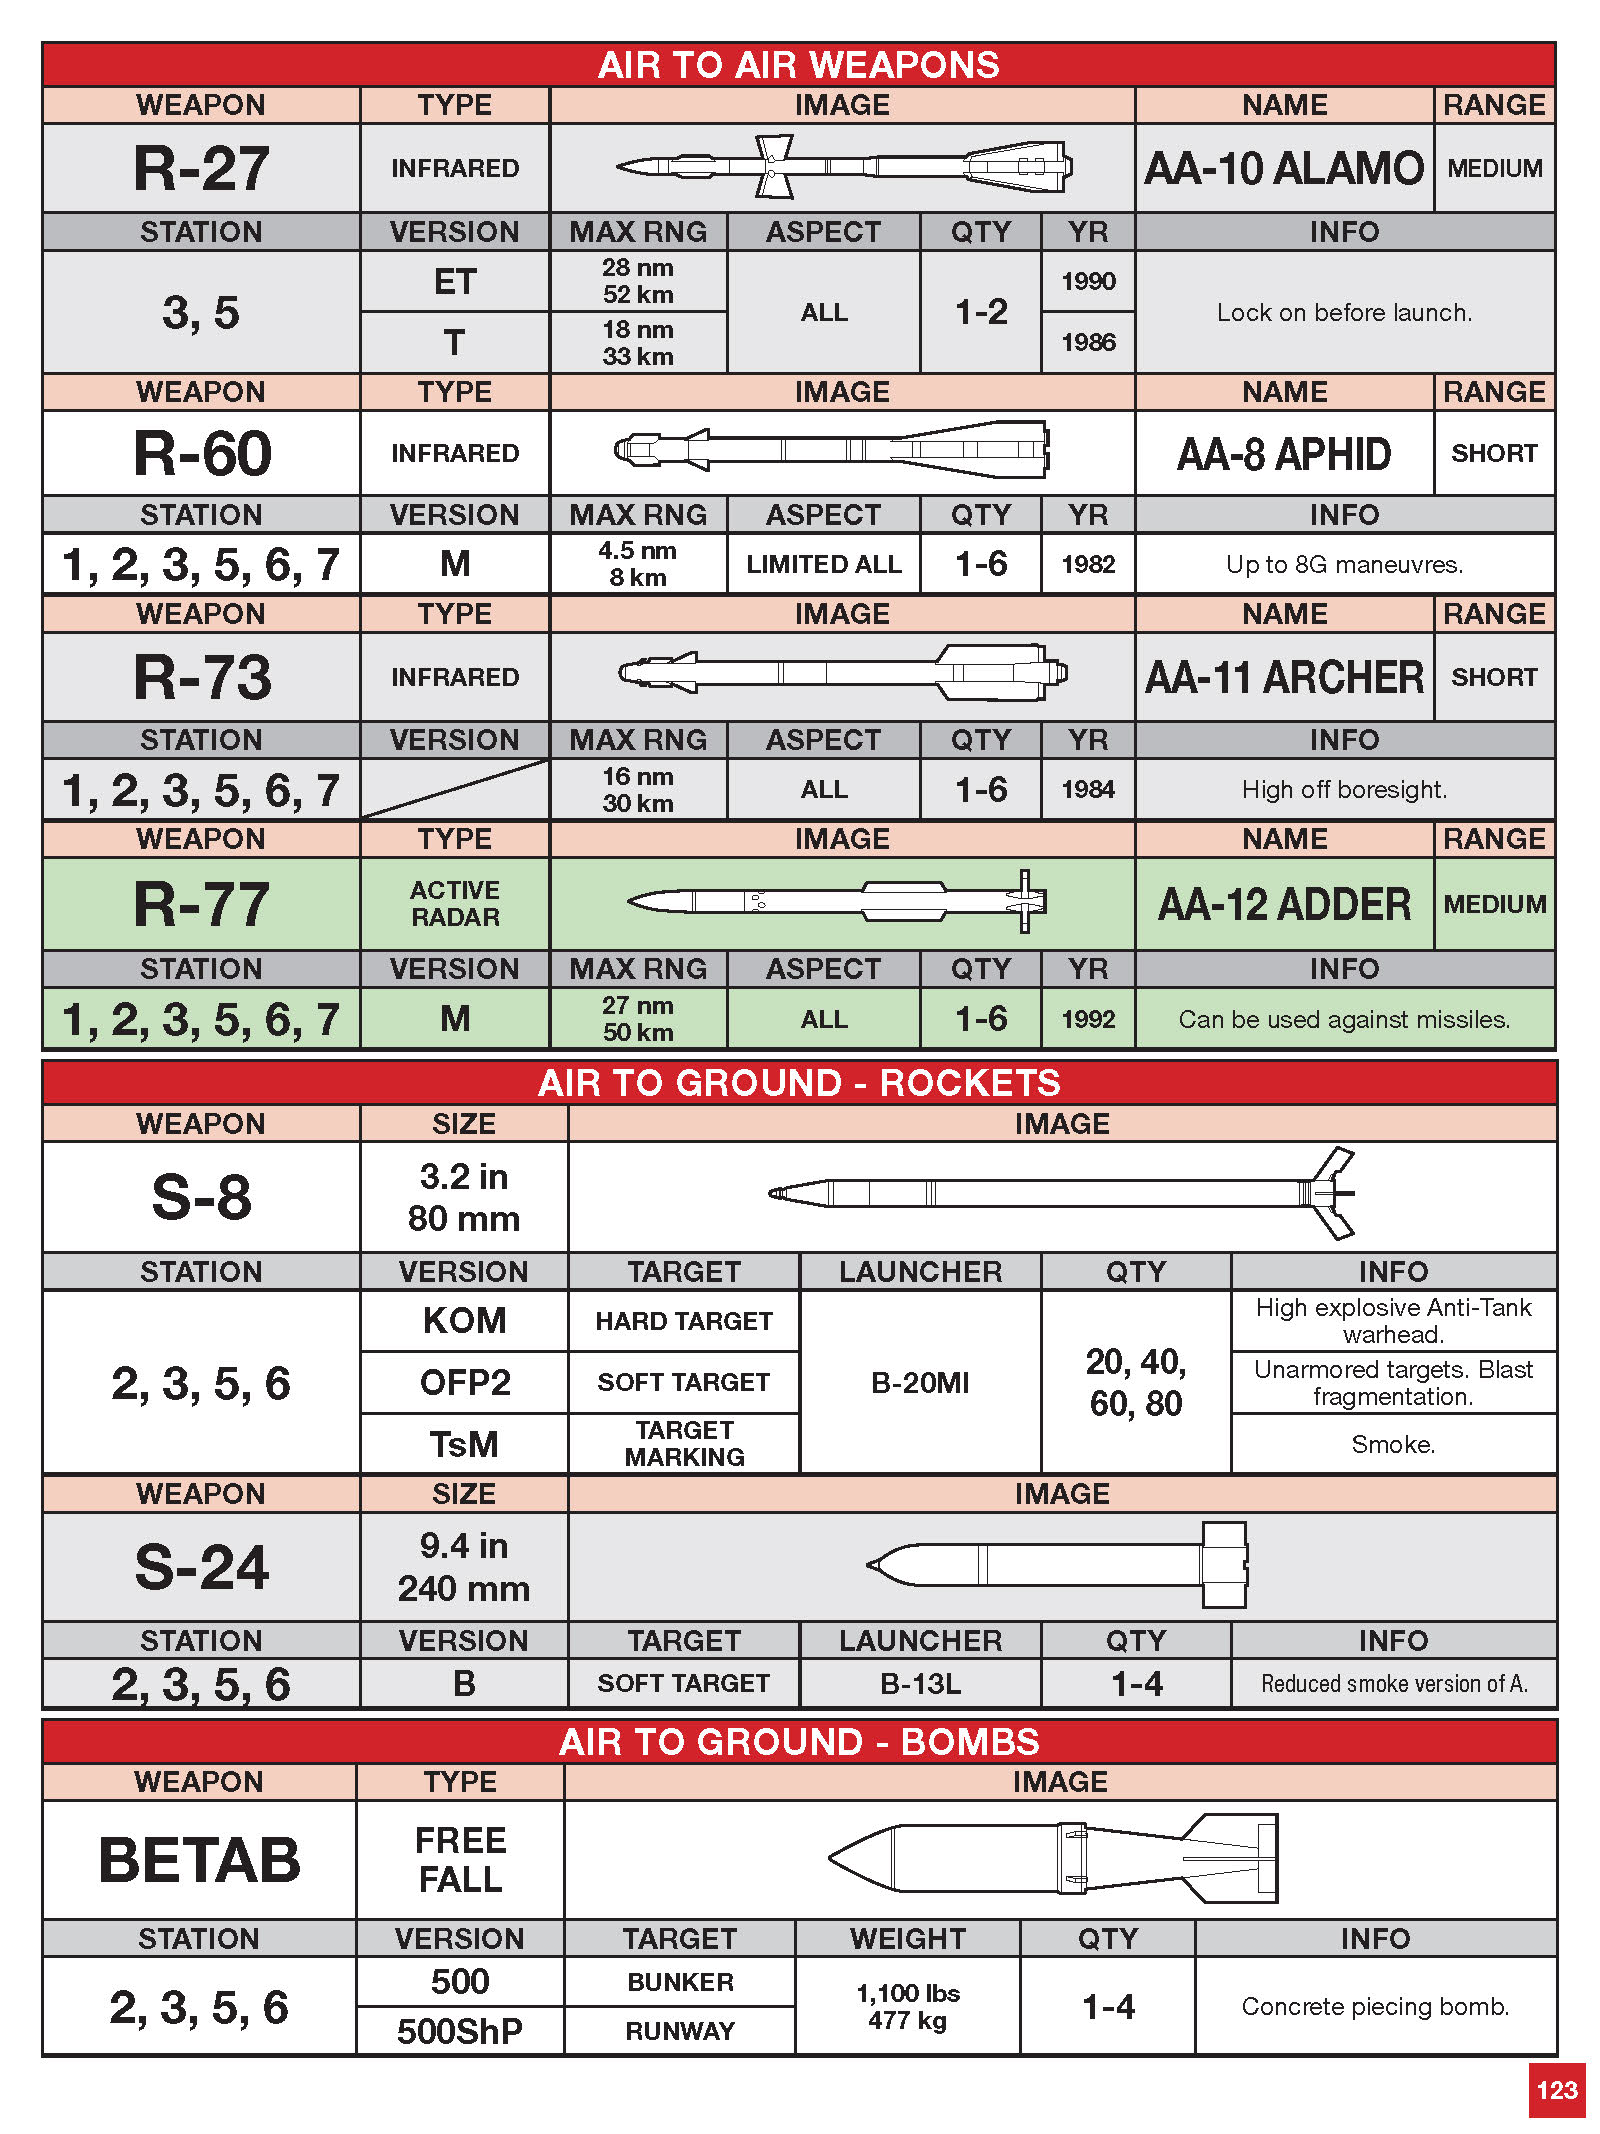 AIR TO AIR WEAPONS
WEAPON TYPE IMAGE NAME RANGE
R-27 INFRARED AA-10 ALAMO MEDIUM
STATION VERSION MAX RNG ASPECT QTY YR INFO
3, 5 ET 28 nm 52 km ALL 1-2 1990 Lock on before launch.
T 18 nm 33 km 1986
WEAPON TYPE IMAGE NAME RANGE
R-60 INFRARED AA-8 APHID SHORT
STATION VERSION MAX RNG ASPECT QTY YR INFO
1, 2, 3, 5, 6, 7 M 4.5 nm 8 km LIMITED ALL 1-6 1982 Up to 8G maneuvres.
WEAPON TYPE IMAGE NAME RANGE
R-73 INFRARED AA-11 ARCHER SHORT
STATION VERSION MAX RNG ASPECT QTY YR INFO
1, 2, 3, 5, 6, 7 16 nm 30 km ALL 1-6 1984 High off boresight.
WEAPON TYPE IMAGE NAME RANGE
R-77 ACTIVE RADAR AA-12 ADDER MEDIUM
STATION VERSION MAX RNG ASPECT QTY YR INFO
1, 2, 3, 5, 6, 7 M 27 nm 50 km ALL 1-6 1992 Can be used against missiles.
AIR TO GROUND - ROCKETS
WEAPON SIZE IMAGE
S-8 3.2 in 80 mm
STATION VERSION TARGET LAUNCHER QTY INFO
2, 3, 5, 6 KOM HARD TARGET B-20MI 20, 40, 60, 80 High explosive Anti-Tank warhead.
OFP2 SOFT TARGET Unarmored targets. Blast fragmentation.
TsM TARGET MARKING Smoke.
WEAPON SIZE IMAGE
S-24 9.4 in 240 mm
STATION VERSION TARGET LAUNCHER QTY INFO
2, 3, 5, 6 B SOFT TARGET B-13L 1-4 Reduced smoke version of A.
AIR TO GROUND - BOMBS
WEAPON TYPE IMAGE
BETAB FREE FALL
STATION VERSION TARGET WEIGHT QTY INFO
2, 3, 5, 6 500 BUNKER 1,100 lbs 477 kg 1-4 Concrete piecing bomb.
500ShP RUNWAY
123